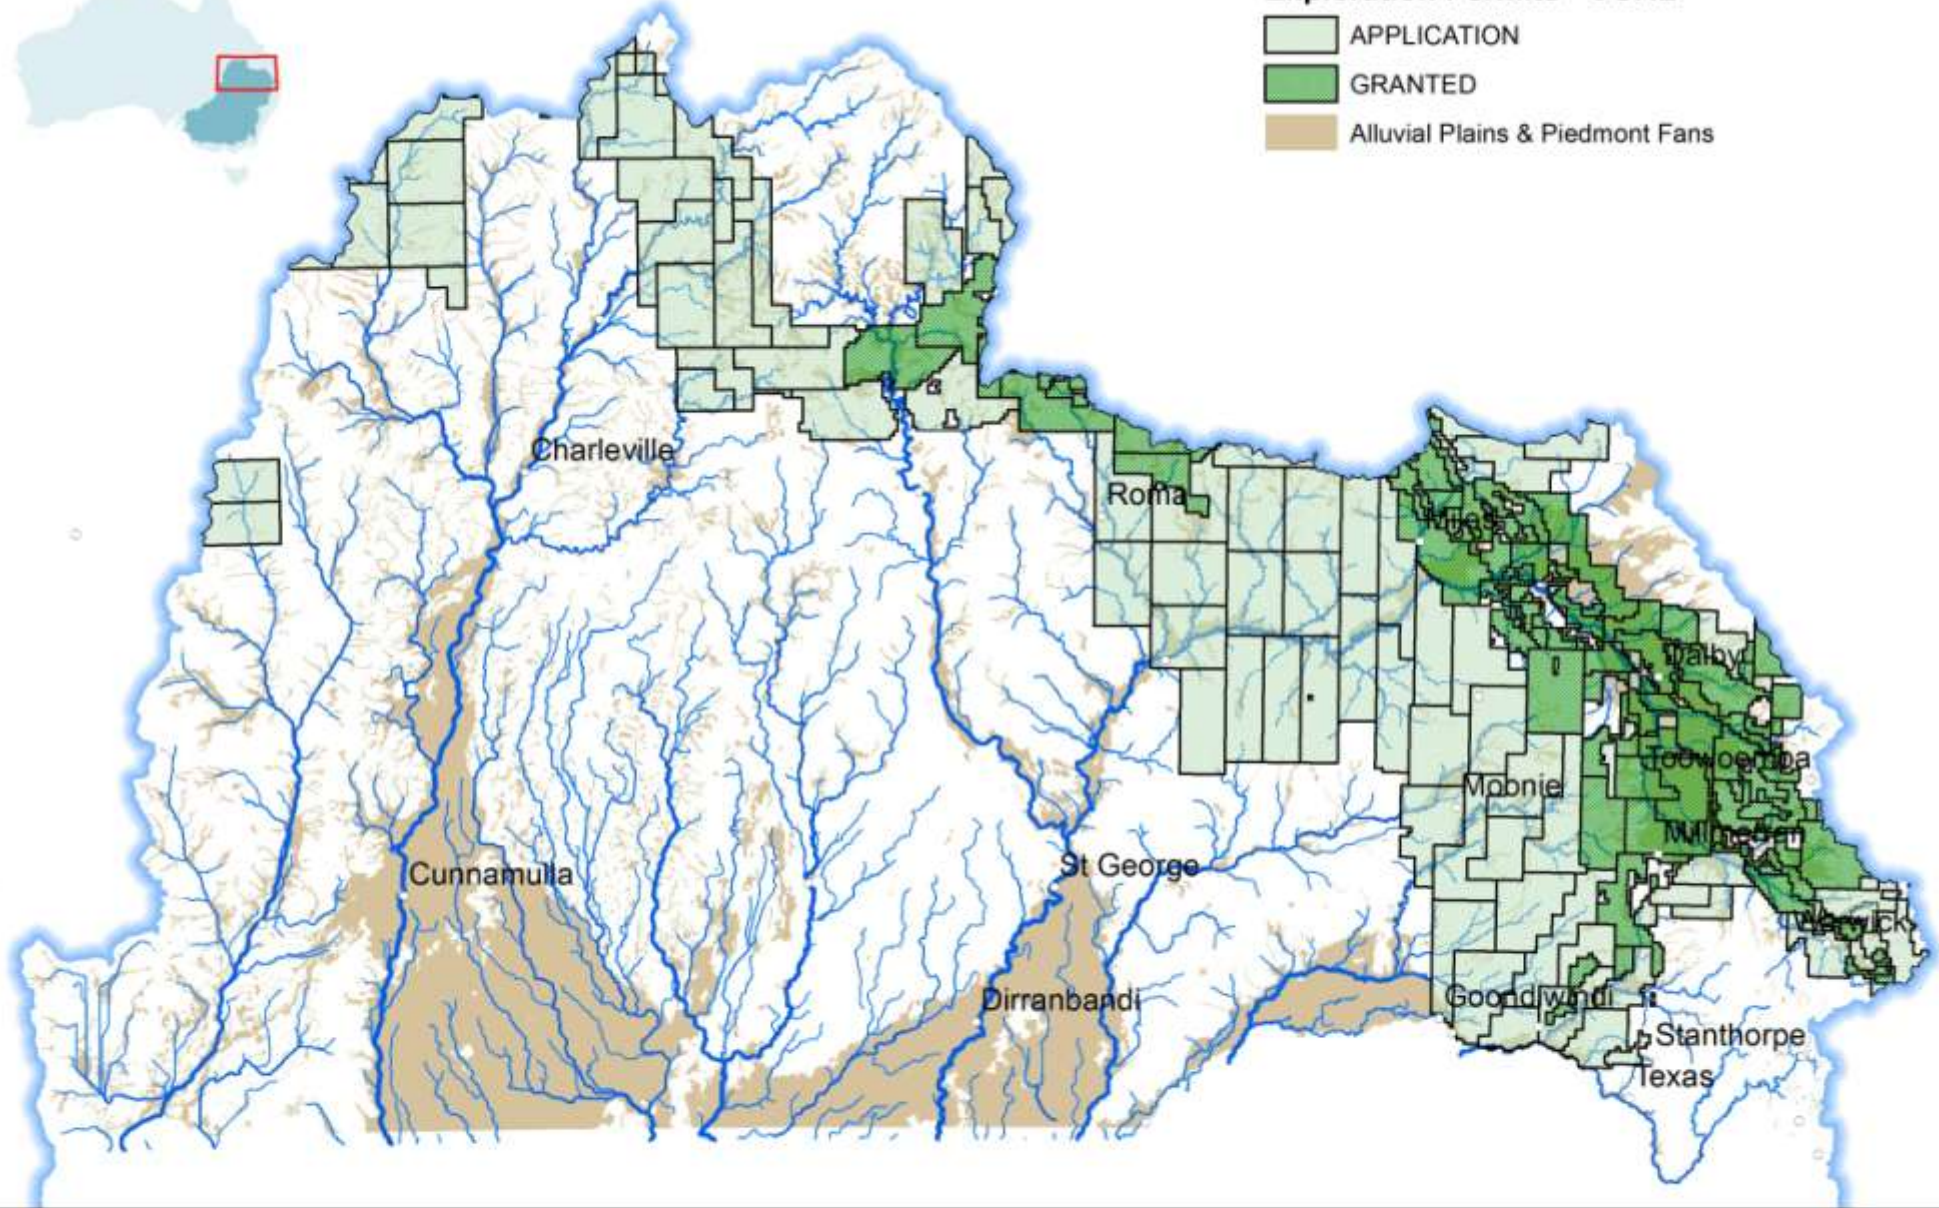 APPLICATION
GRANTED
Alluvial Plains & Piedmont Fans
Charleville
Roma
Miles
Dalby
Toowoomba
Moonie
Millmerran
Cunnamulla
St George
Warwick
Dirranbandi
Goondiwindi
Stanthorpe
Texas